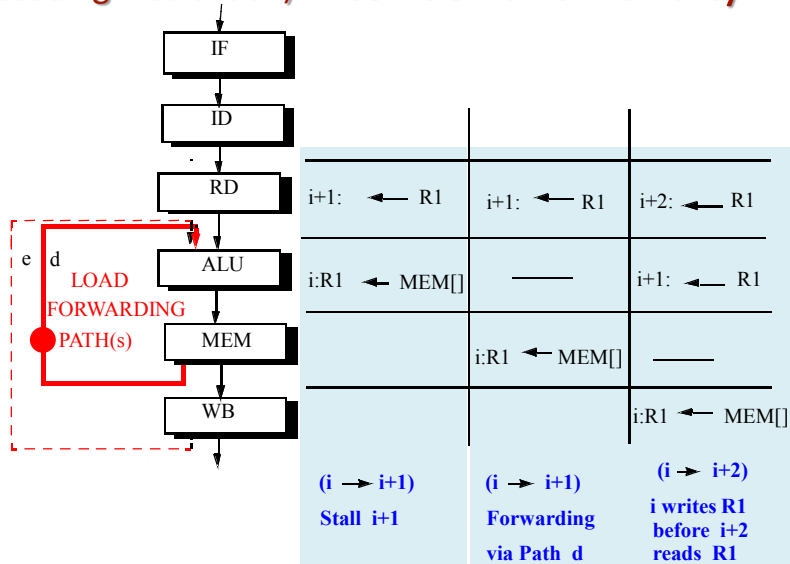 IF
ID
RD
i+1: ← R1
i+1: ← R1
i+2: ← R1
e d
LOAD
FORWARDING
PATH(s)
ALU
i:R1 ← MEM[]
i+1: ← R1
MEM
i:R1 ← MEM[]
WB
i:R1 ← MEM[]
(i → i+1)
Stall i+1
(i → i+1)
Forwarding
via Path d
(i → i+2)
i writes R1
before i+2
reads R1